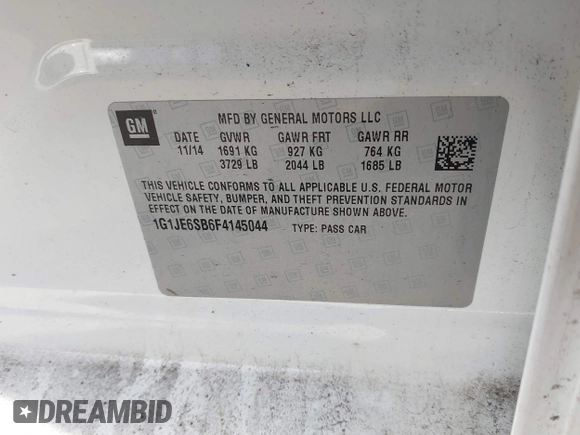 GM
MFD BY GENERAL MOTORS LLC
DATE GVWR GAWR FRT GAWR RR
11/14 1691 KG 927 KG 764 KG
3729 LB 2044 LB 1685 LB
THIS VEHICLE CONFORMS TO ALL APPLICABLE U.S. FEDERAL MOTOR
VEHICLE SAFETY, BUMPER, AND THEFT PREVENTION STANDARDS IN
EFFECT ON THE DATE OF MANUFACTURE SHOWN ABOVE.
1G1JE6SB6F4145044 TYPE: PASS CAR
DREAMBID